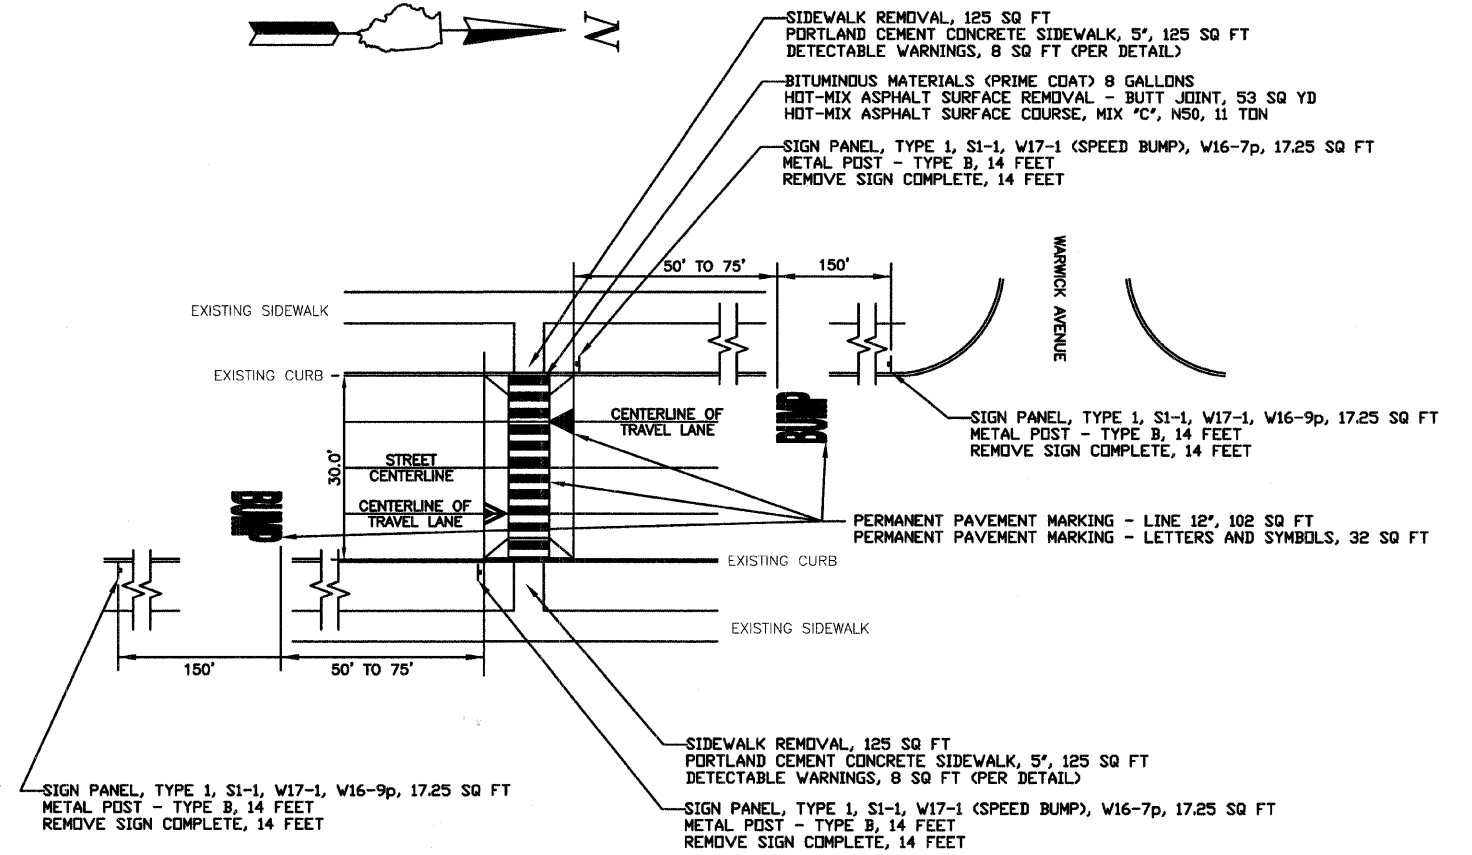 N
SIDEWALK REMOVAL, 125 SQ FT
PORTLAND CEMENT CONCRETE SIDEWALK, 5", 125 SQ FT
DETECTABLE WARNINGS, 8 SQ FT (PER DETAIL)
BITUMINOUS MATERIALS (PRIME COAT) 8 GALLONS
HOT-MIX ASPHALT SURFACE REMOVAL - BUTT JOINT, 53 SQ YD
HOT-MIX ASPHALT SURFACE COURSE, MIX "C", N50, 11 TON
SIGN PANEL, TYPE 1, S1-1, W17-1 (SPEED BUMP), W16-7p, 17.25 SQ FT
METAL POST - TYPE B, 14 FEET
REMOVE SIGN COMPLETE, 14 FEET
WARWICK AVENUE
50' TO 75'
150'
EXISTING SIDEWALK
EXISTING CURB
CENTERLINE OF
TRAVEL LANE
BUMP
SIGN PANEL, TYPE 1, S1-1, W17-1, W16-9p, 17.25 SQ FT
METAL POST - TYPE B, 14 FEET
REMOVE SIGN COMPLETE, 14 FEET
30.0'
STREET
CENTERLINE
CENTERLINE OF
TRAVEL LANE
BUMP
PERMANENT PAVEMENT MARKING - LINE 12", 102 SQ FT
PERMANENT PAVEMENT MARKING - LETTERS AND SYMBOLS, 32 SQ FT
EXISTING CURB
EXISTING SIDEWALK
150'
50' TO 75'
SIDEWALK REMOVAL, 125 SQ FT
PORTLAND CEMENT CONCRETE SIDEWALK, 5", 125 SQ FT
DETECTABLE WARNINGS, 8 SQ FT (PER DETAIL)
SIGN PANEL, TYPE 1, S1-1, W17-1, W16-9p, 17.25 SQ FT
METAL POST - TYPE B, 14 FEET
REMOVE SIGN COMPLETE, 14 FEET
SIGN PANEL, TYPE 1, S1-1, W17-1 (SPEED BUMP), W16-7p, 17.25 SQ FT
METAL POST - TYPE B, 14 FEET
REMOVE SIGN COMPLETE, 14 FEET